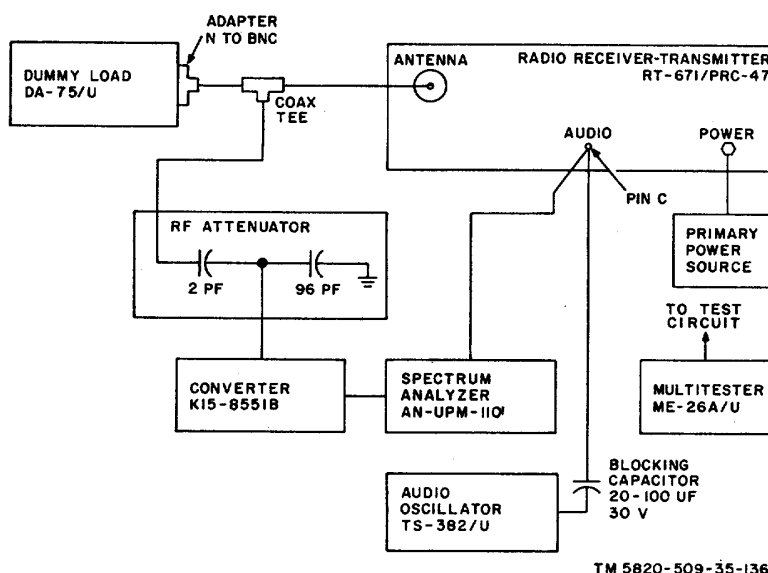 ADAPTER
N TO BNC
DUMMY LOAD
DA-75/U
COAX
TEE
ANTENNA
RADIO RECEIVER-TRANSMITTER
RT-671/PRC-47
AUDIO
POWER
PIN C
RF ATTENUATOR
2 PF
96 PF
PRIMARY
POWER
SOURCE
TO TEST
CIRCUIT
CONVERTER
K15-8551B
SPECTRUM
ANALYZER
AN-UPM-110
MULTITESTER
ME-26A/U
AUDIO
OSCILLATOR
TS-382/U
BLOCKING
CAPACITOR
20-100 UF
30 V
TM 5820-509-35-136